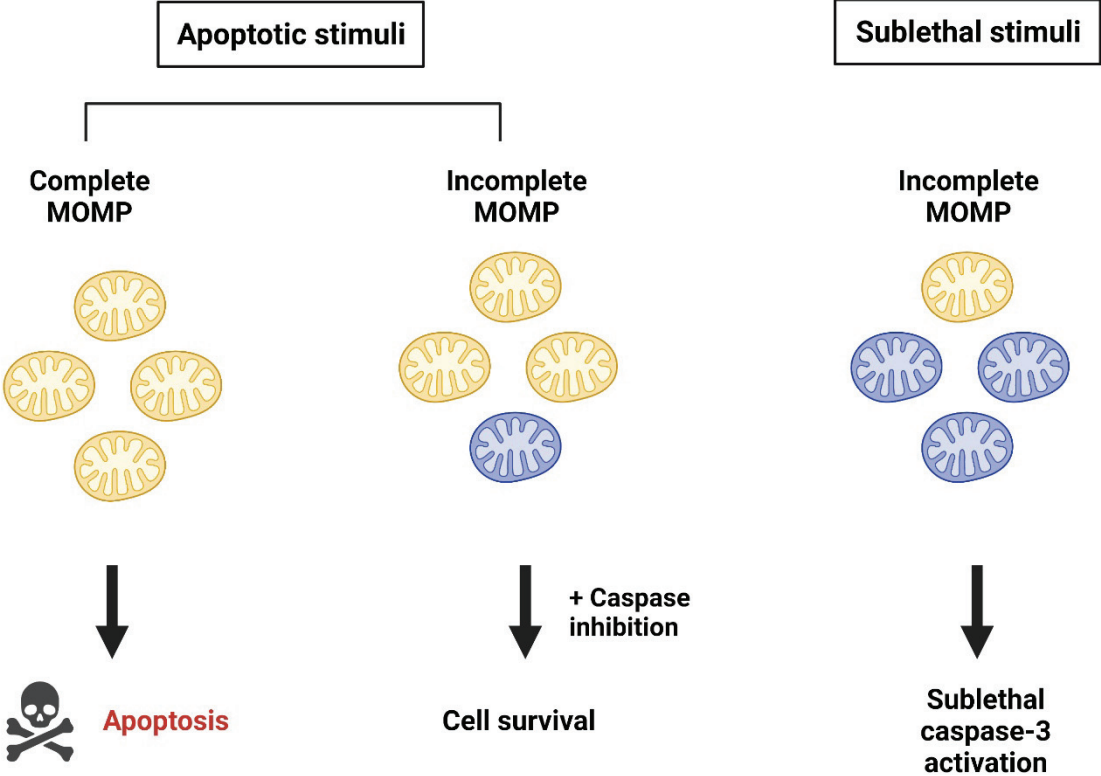 Apoptotic stimuli
Sublethal stimuli
Complete
MOMP
Incomplete
MOMP
Incomplete
MOMP
+ Caspase
inhibition
Apoptosis
Cell survival
Sublethal
caspase-3
activation